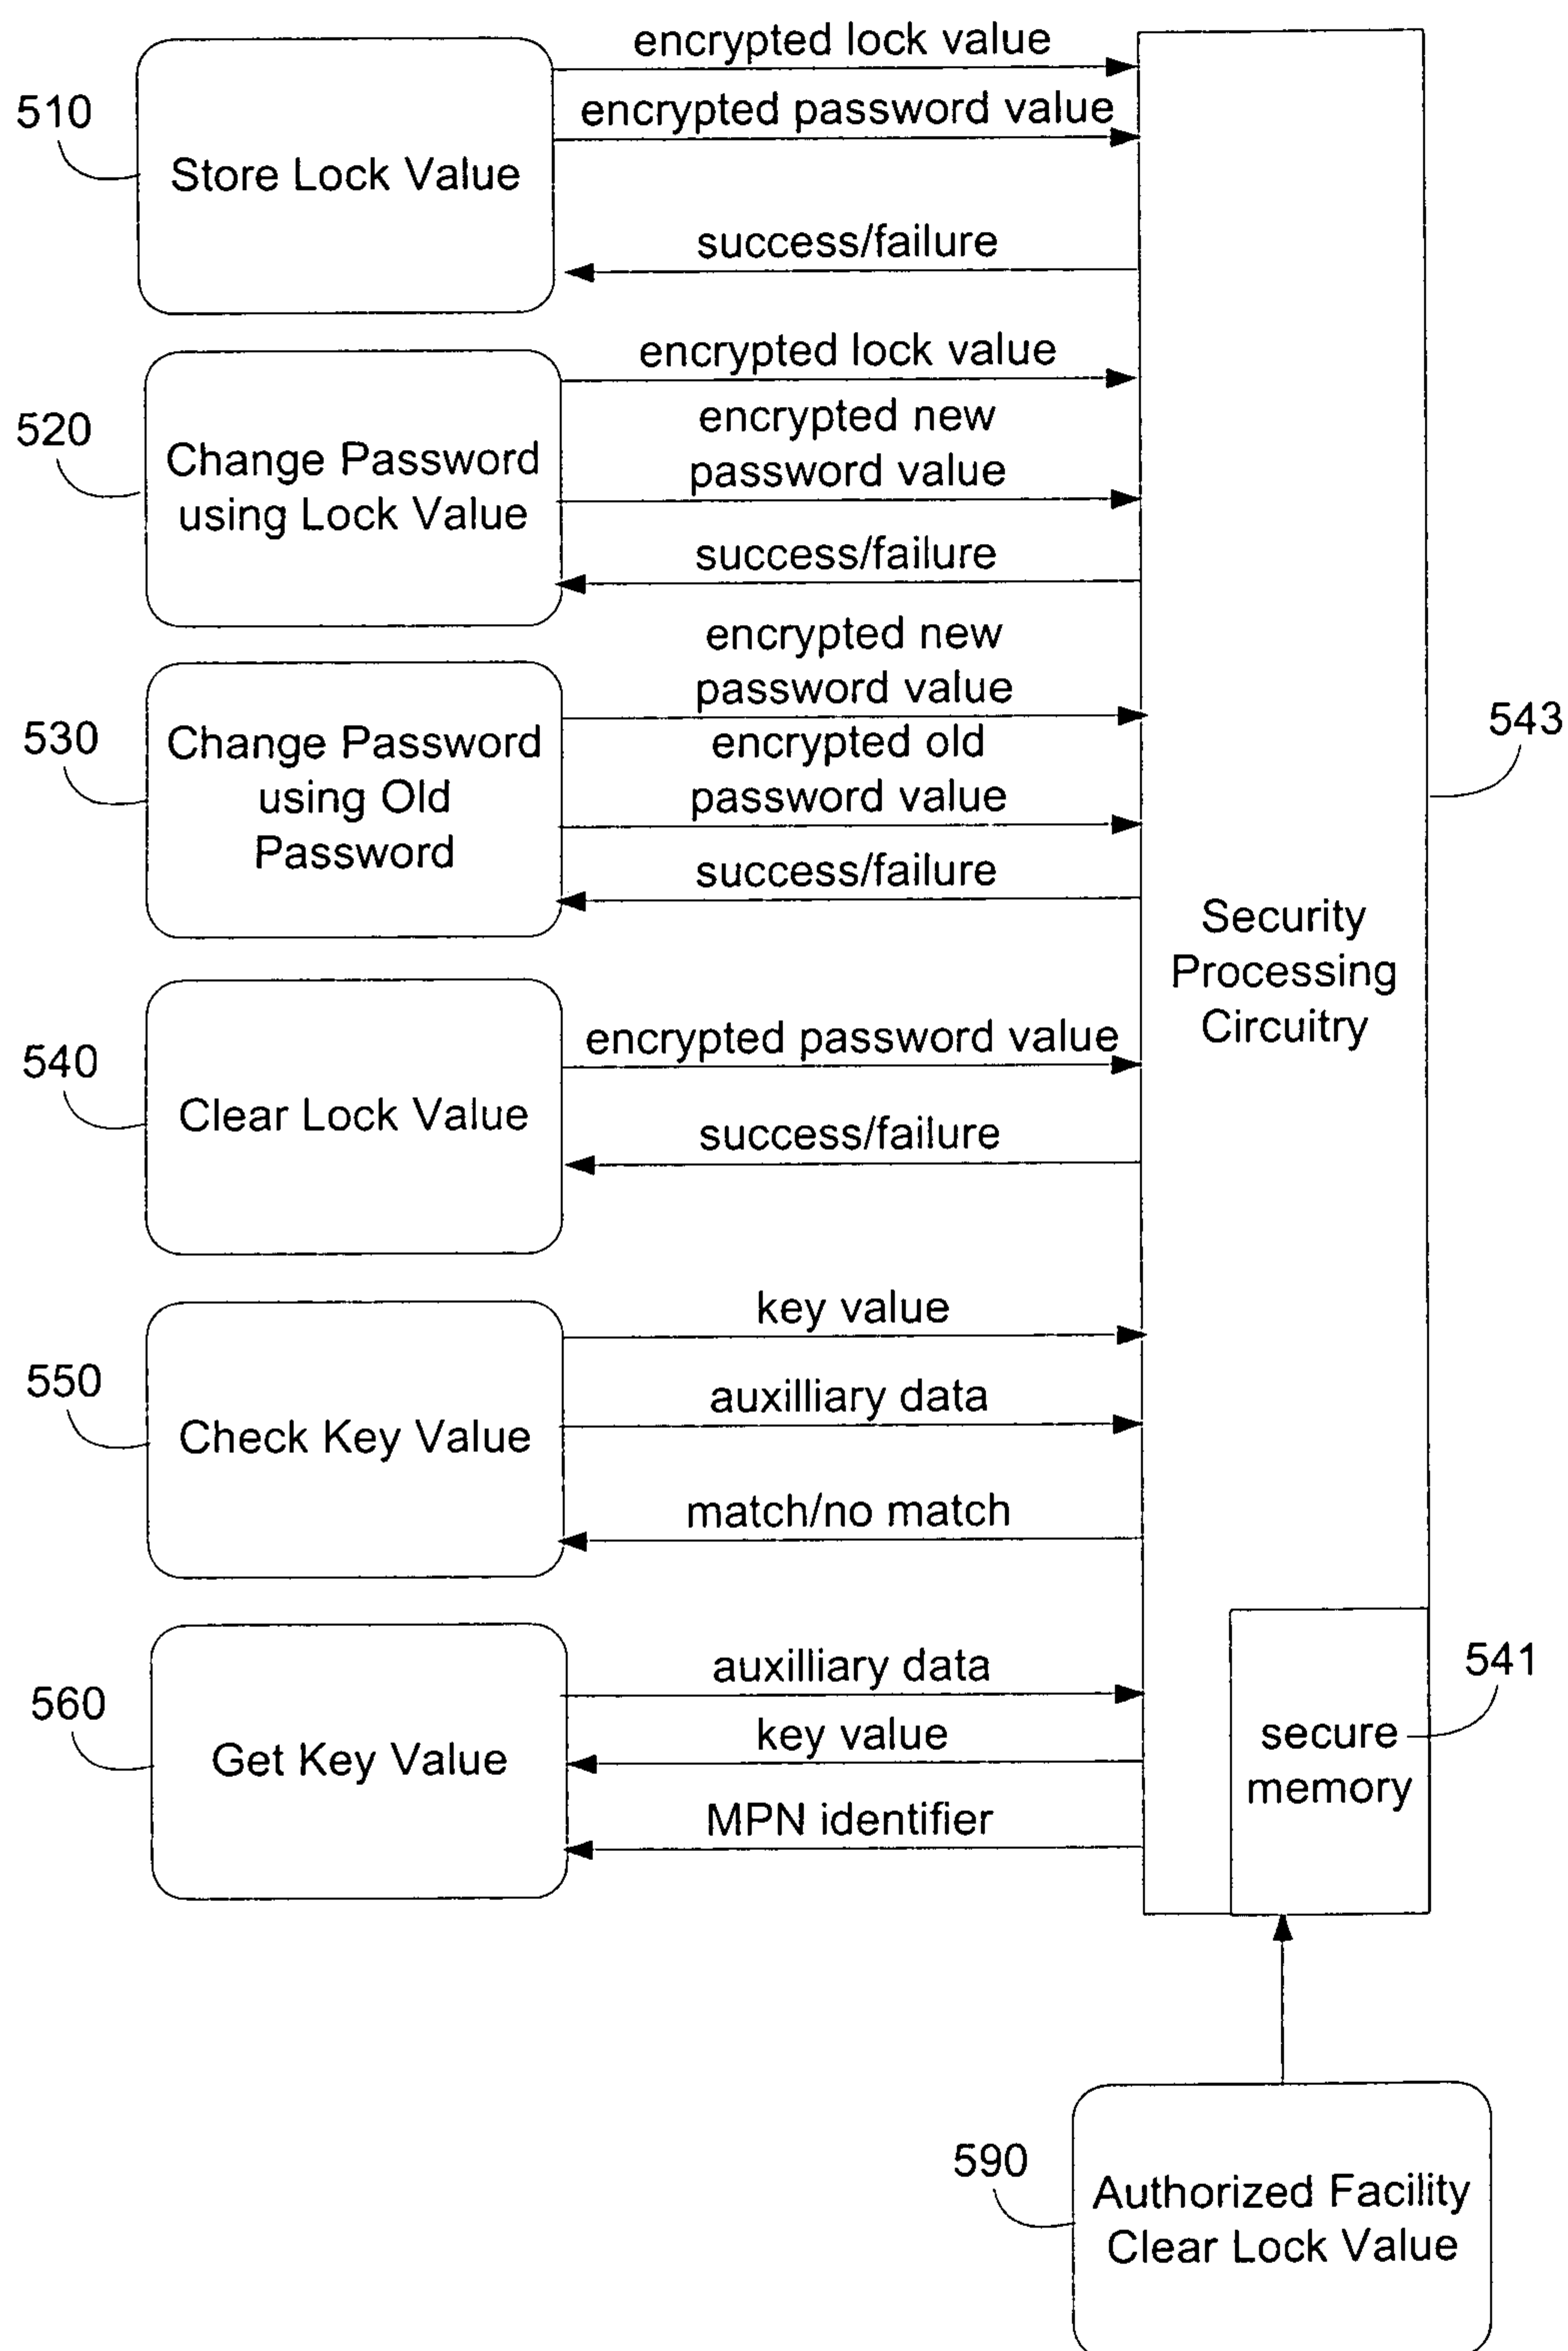 encrypted lock value
510
encrypted password value
Store Lock Value
success/failure
encrypted lock value
520
encrypted new
password value
Change Password
using Lock Value
success/failure
encrypted new
password value
530
Change Password
using Old
Password
encrypted old
password value
543
success/failure
Security
Processing
Circuitry
540
encrypted password value
Clear Lock Value
success/failure
key value
550
auxilliary data
Check Key Value
match/no match
auxilliary data
541
560
key value
secure
memory
Get Key Value
MPN identifier
590
Authorized Facility
Clear Lock Value